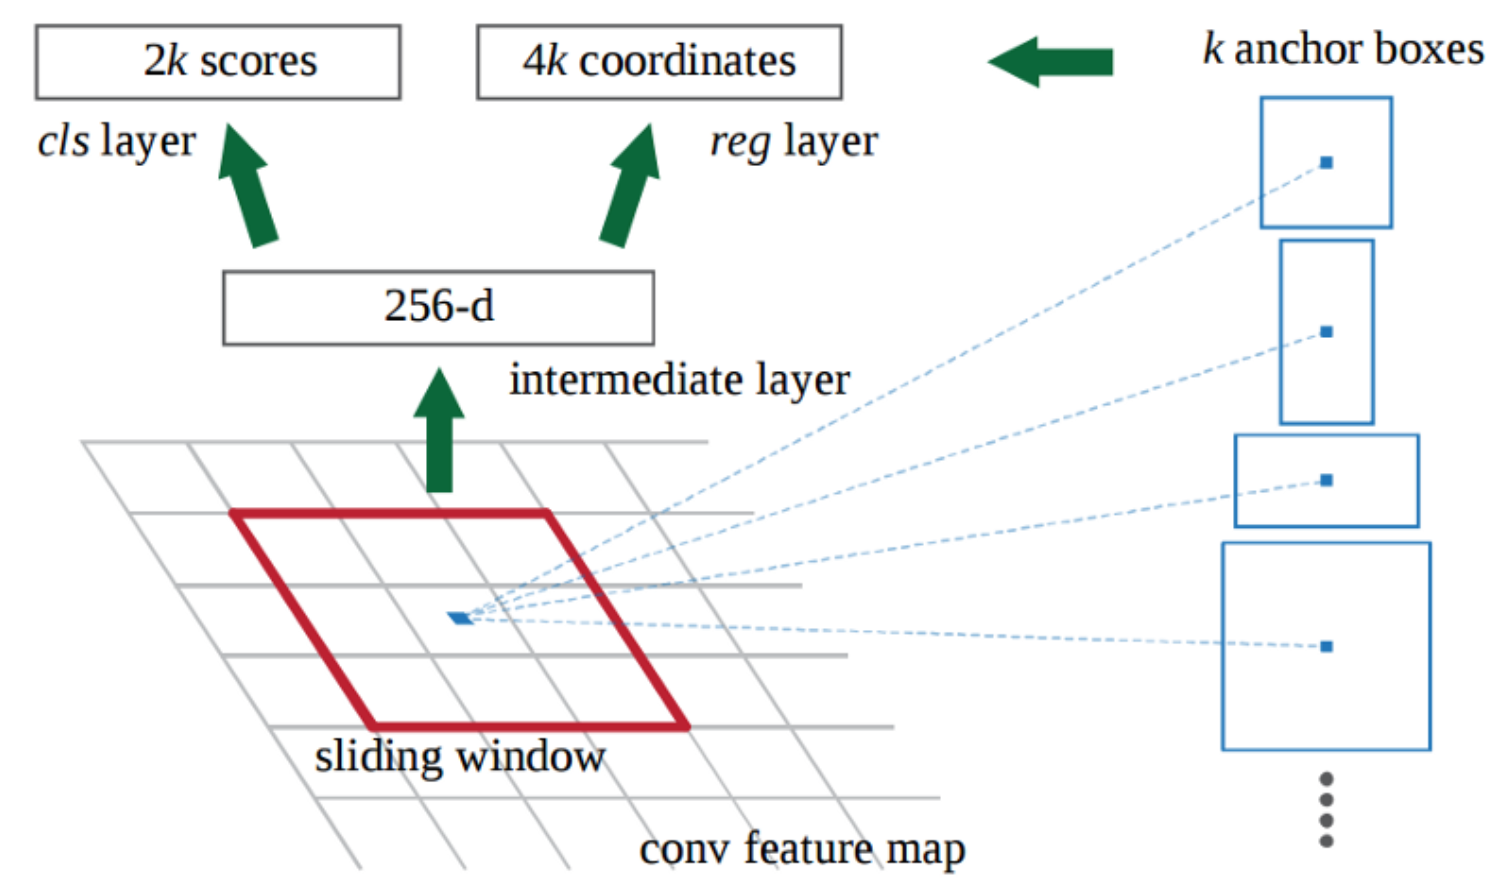 2k scores
4k coordinates
k anchor boxes
cls layer
reg layer
256-d
intermediate layer
sliding window
conv feature map